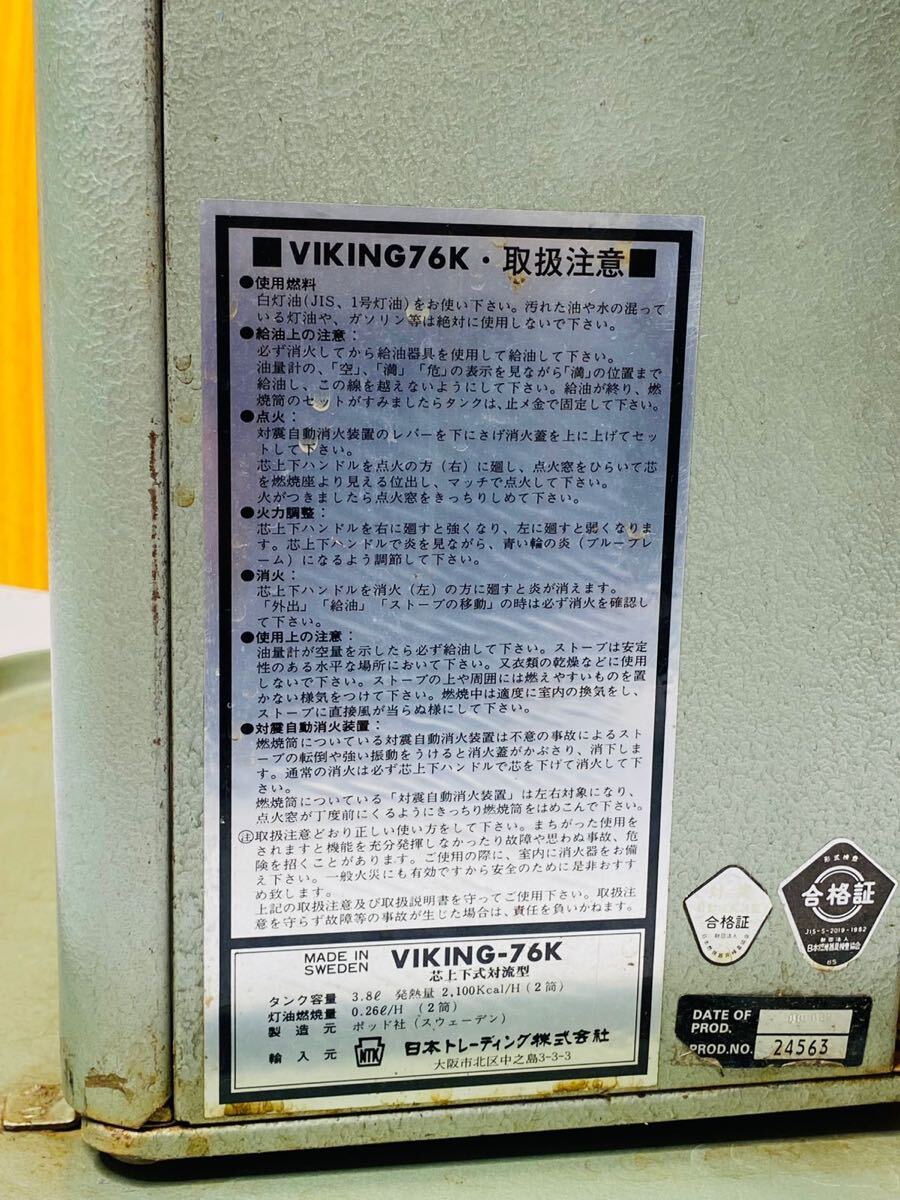 ■VIKING76K・取扱注意■
●使用燃料
白灯油(JIS、1号灯油)をお使い下さい。汚れた油や水の混って
いる灯油や、ガソリン等は絶対に使用しないで下さい。
●給油上の注意:
必ず消火してから給油器具を使用して給油して下さい。
油量計の、「空」、「満」「危」の表示を見ながら「満」の位置まで
給油し、この線を越えないようにして下さい。給油が終り、燃
焼筒のセットがすみましたらタンクは、止メ金で固定して下さい。
●点火:
対震自動消火装置のレバーを下にさげ消火蓋を上に上げてセッ
トして下さい。
芯上下ハンドルを点火の方(右)に廻し、点火窓をひらいて芯
を燃焼座より見える位出し、マッチで点火して下さい。
火がつきましたら点火窓をきっちりしめて下さい。
●火力調整:
芯上下ハンドルを右に廻すと強くなり、左に廻すと弱くなりま
す。芯上下ハンドルで炎を見ながら、青い輪の炎(ブルーフレ
ーム)になるよう調節して下さい。
●消火:
芯上下ハンドルを消火(左)の方に廻すと炎が消えます。
「外出」「給油」「ストーブの移動」の時は必ず消火を確認し
て下さい。
●使用上の注意:
油量計が空量を示したら必ず給油して下さい。ストーブは安定
性のある水平な場所において下さい。又衣類の乾燥などに使用
しないで下さい。ストーブの上や周囲には燃えやすいものを置
かない様気をつけて下さい。燃焼中は適度に室内の換気をし、
ストーブに直接風が当らぬ様にして下さい。
●対震自動消火装置:
燃焼筒についている対震自動消火装置は不意の事故によるスト
ーブの転倒や強い振動をうけると消火蓋がかぶさり、消下しま
す。通常の消火は必ず芯上下ハンドルで芯を下げて消火して下
さい。
燃焼筒についている「対震自動消火装置」は左右対象になり、
点火窓が丁度前にくるようにきっちり燃焼筒をはめこんで下さい。
㊟取扱注意どおり正しい使い方をして下さい。まちがった使用を
されますと機能を充分発揮しなかったり故障や思わぬ事故、危
険を招くことがあります。ご使用の際に、室内に消火器をお備
え下さい。一般火災にも有効ですから安全のために是非おすす
め致します。
上記の取扱注意及び取扱説明書を守ってご使用下さい。取扱注
意を守らず故障等の事故が生じた場合は、責任を負いかねます。
MADE IN SWEDEN VIKING-76K
芯上下式対流型
タンク容量 3.8ℓ 発熱量 2,100Kcal/H(2筒)
灯油燃焼量 0.26ℓ/H(2筒)
製造元 ポッド社(スウェーデン)
輸入元 NTK 日本トレーディング株式会社
大阪市北区中之島3-3-3
合格証
財団法人
形式検査
合格証
JIS-S-2019-1982
財団法人
日本燃焼器具検査協会
65
DATE OF PROD.
PROD.NO. 24563